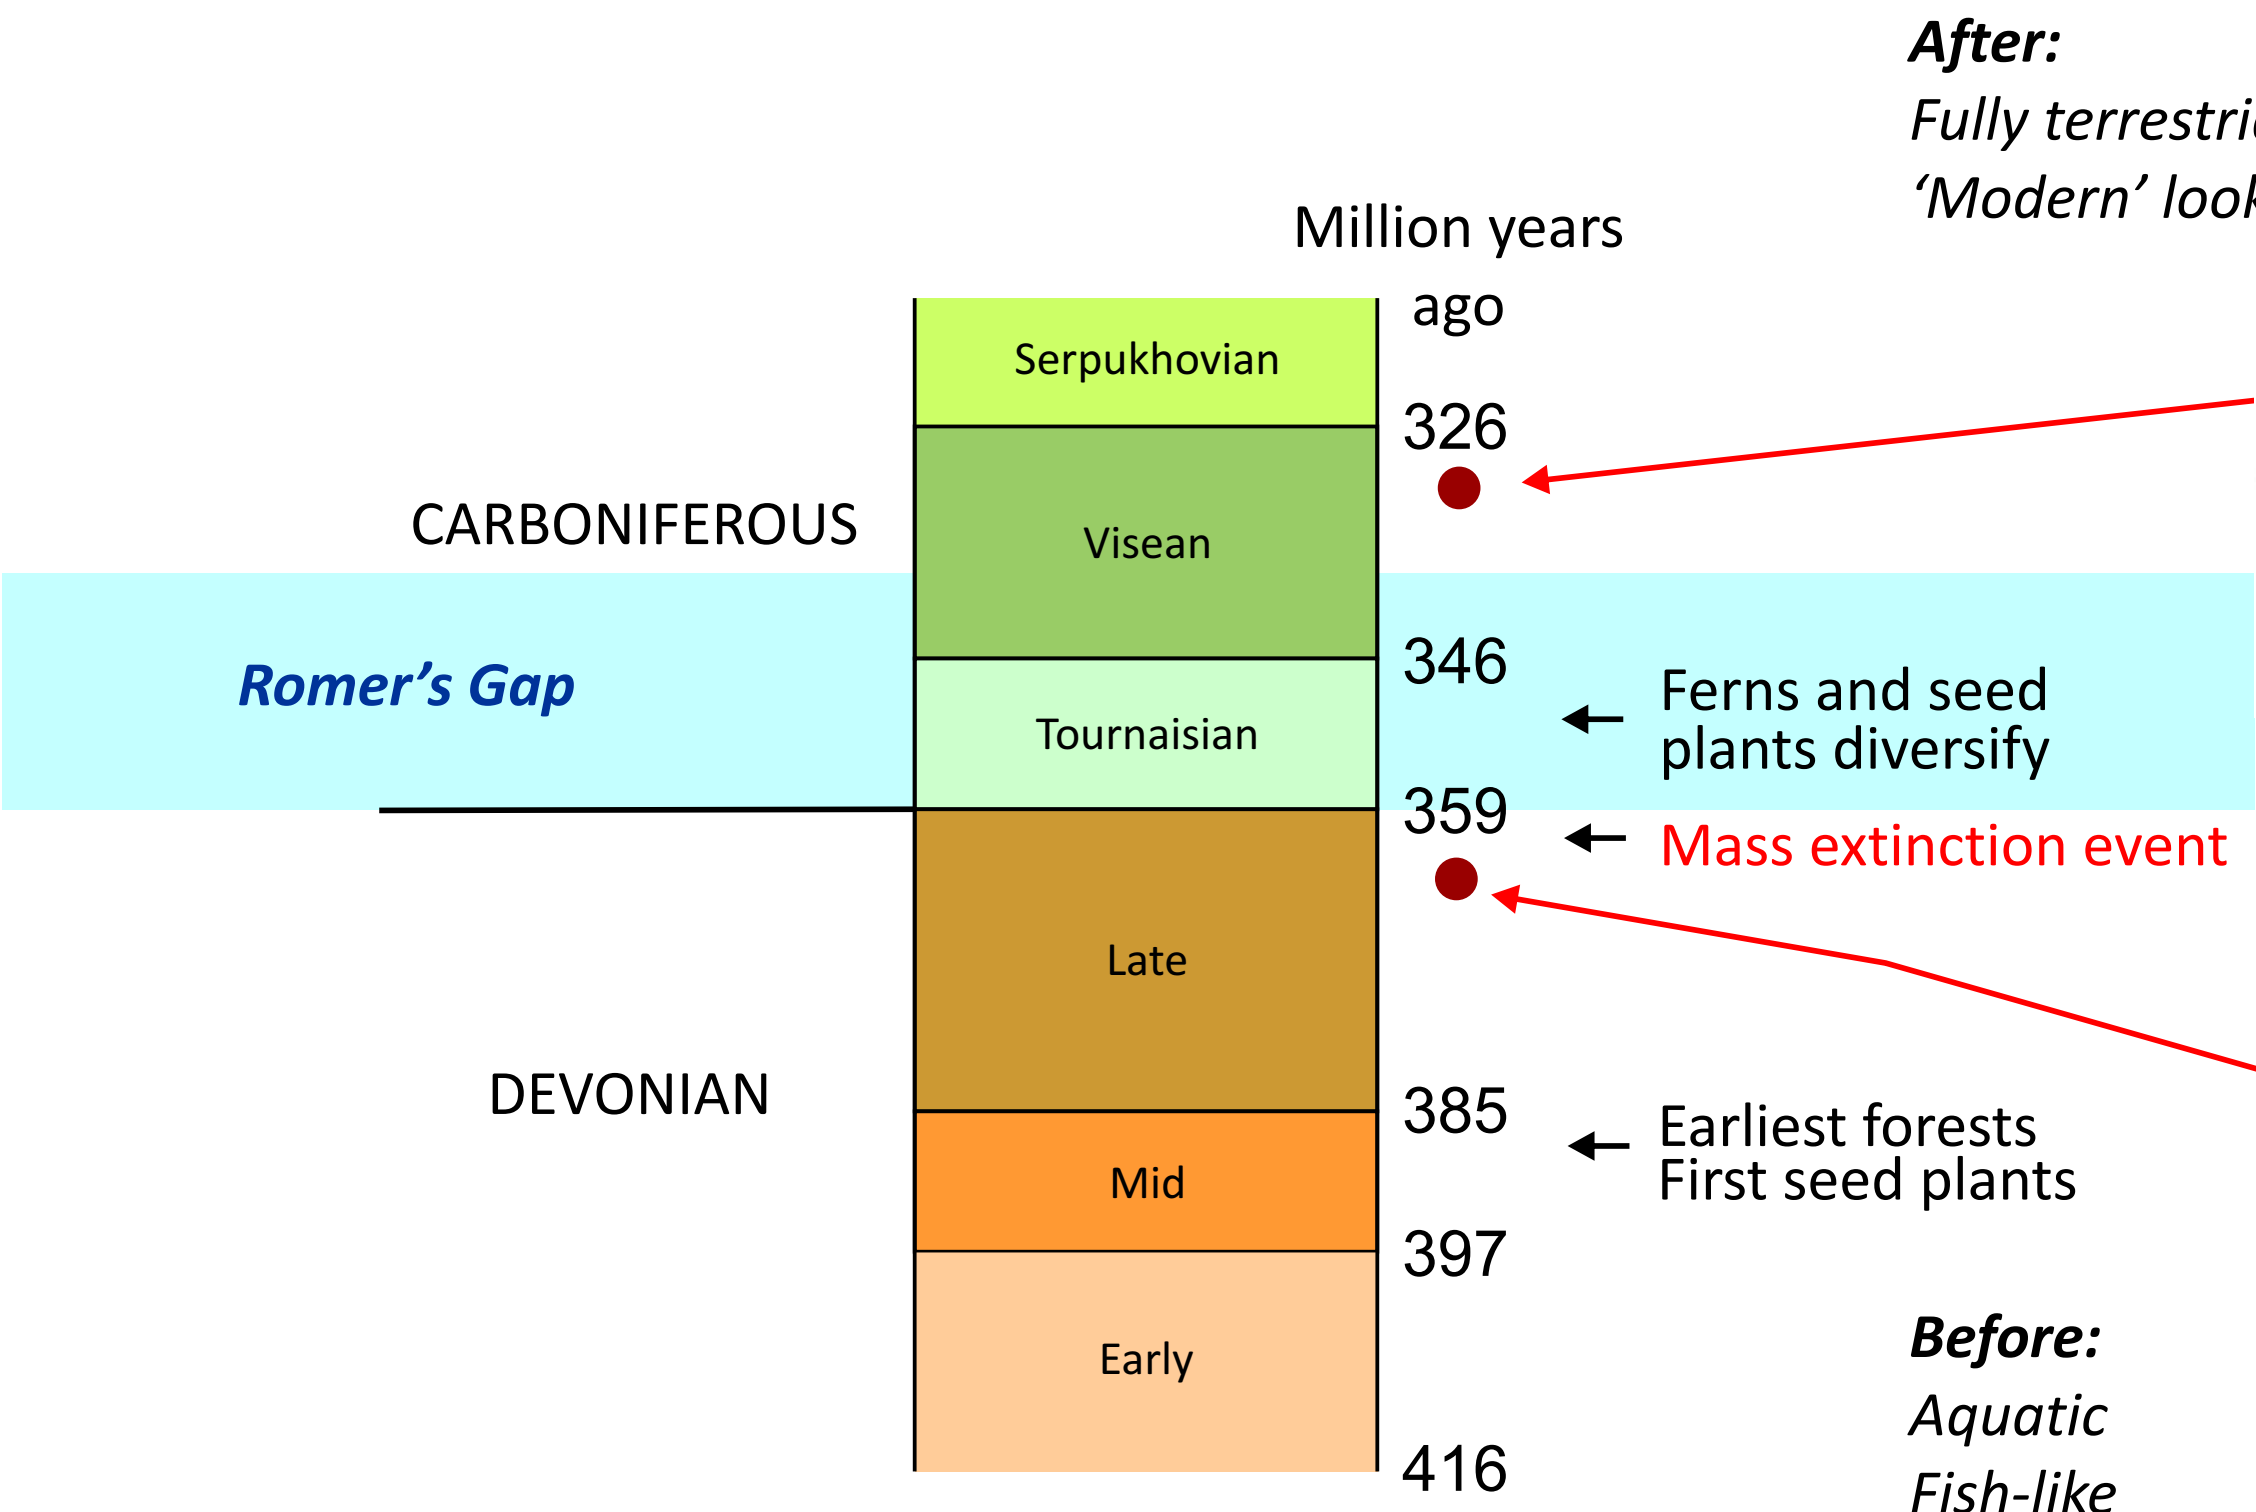 After:
Fully
‘Modern’
Million years
ago
Serpukhovian
326
CARBONIFEROUS
Visean
346
Romer’s Gap
Ferns and seed
plants diversify
Tournaisian
359
Mass extinction event
Late
DEVONIAN
385
Earliest forests
First seed plants
Mid
397
Before:
Early
Aquatic
416
Fish-like